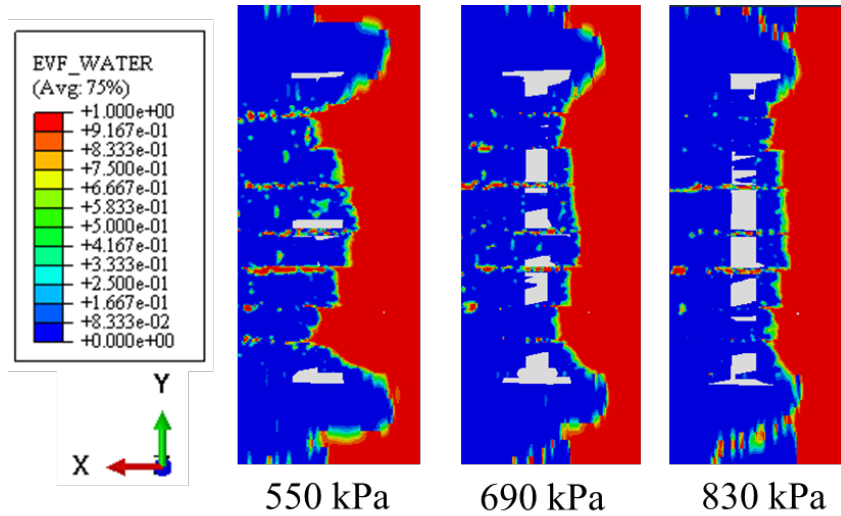 EVF_WATER
(Avg: 75%)
+1.000e+00
+9.167e-01
+8.333e-01
+7.500e-01
+6.667e-01
+5.833e-01
+5.000e-01
+4.167e-01
+3.333e-01
+2.500e-01
+1.667e-01
+8.333e-02
+0.000e+00
Y
X
550 kPa
690 kPa
830 kPa